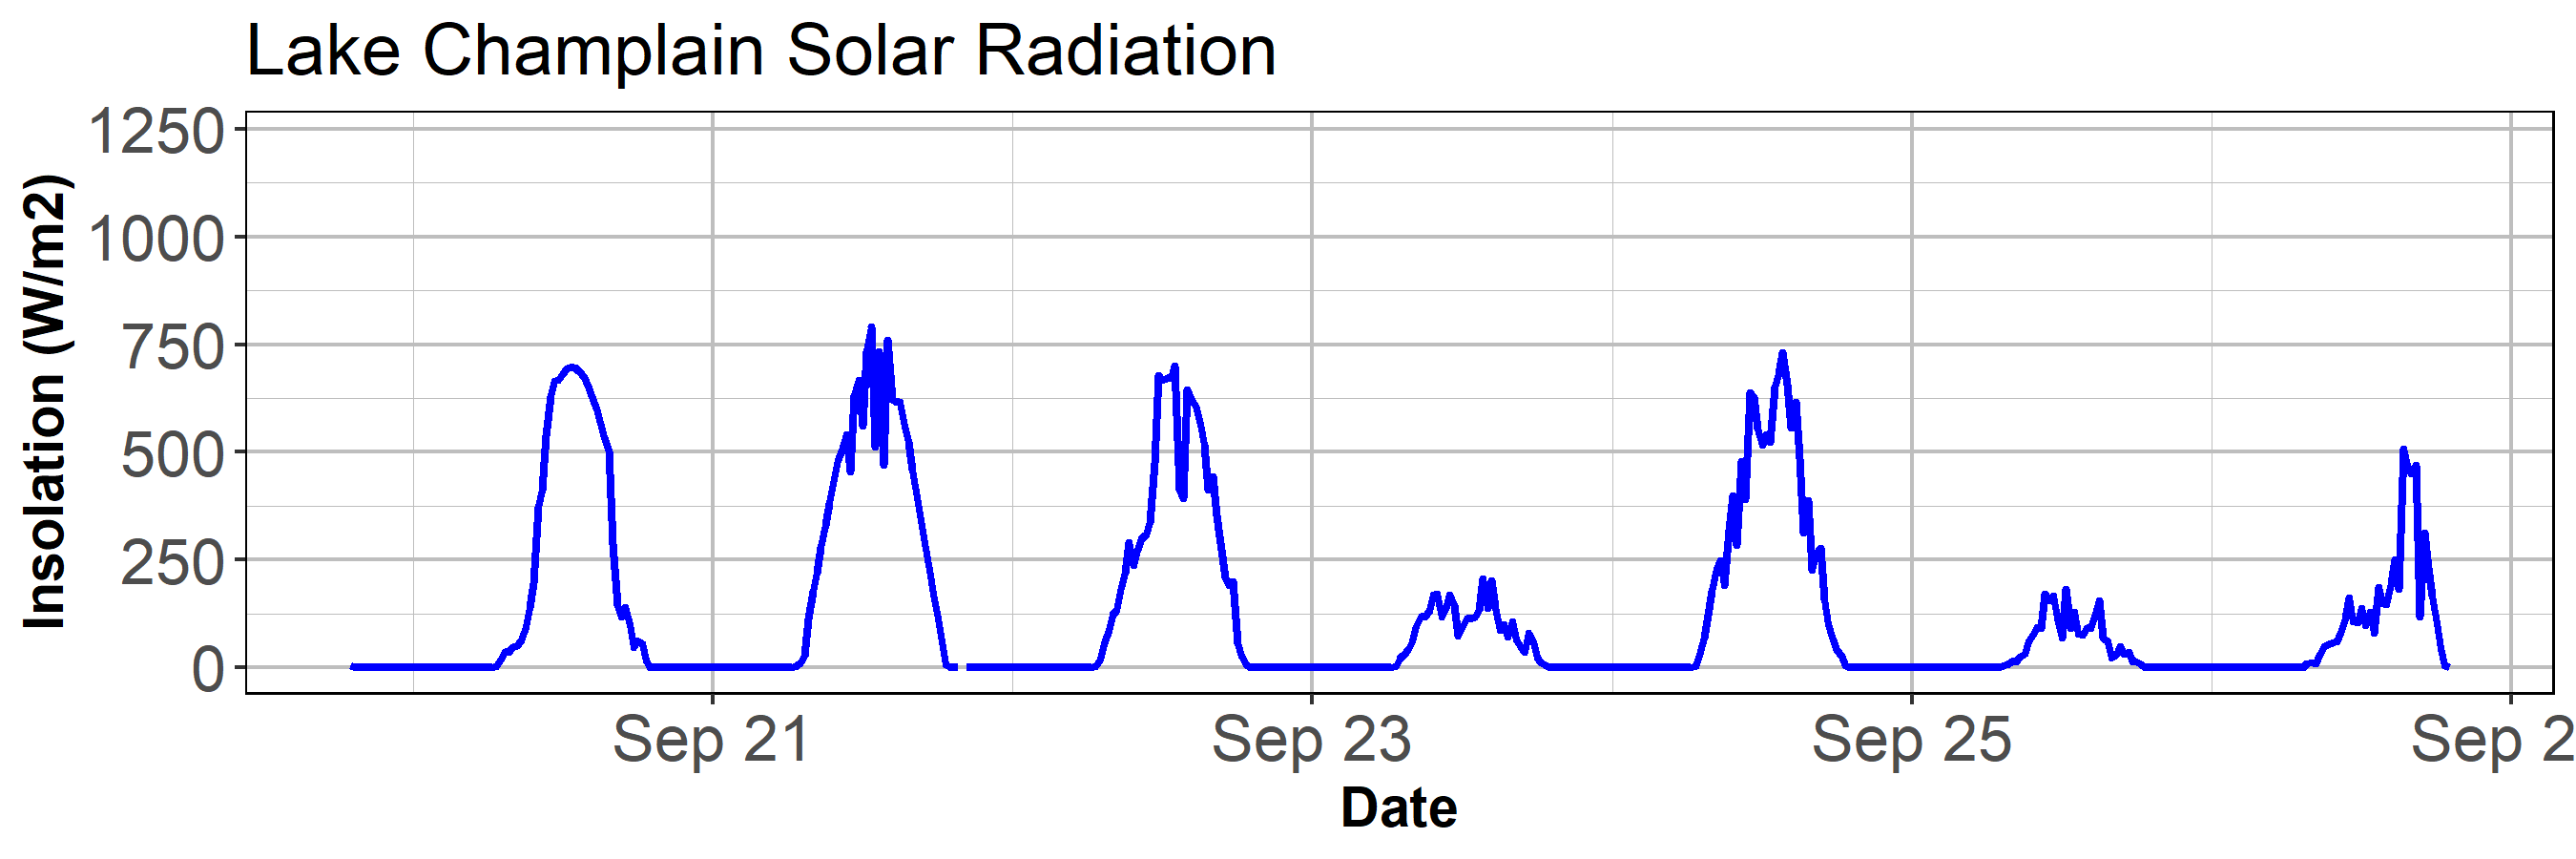 Lake Champlain Solar Radiation
Insolation (W/m2)
1250
1000
750
500
250
0
Sep 21 Sep 23 Sep 25 Sep 2
Date